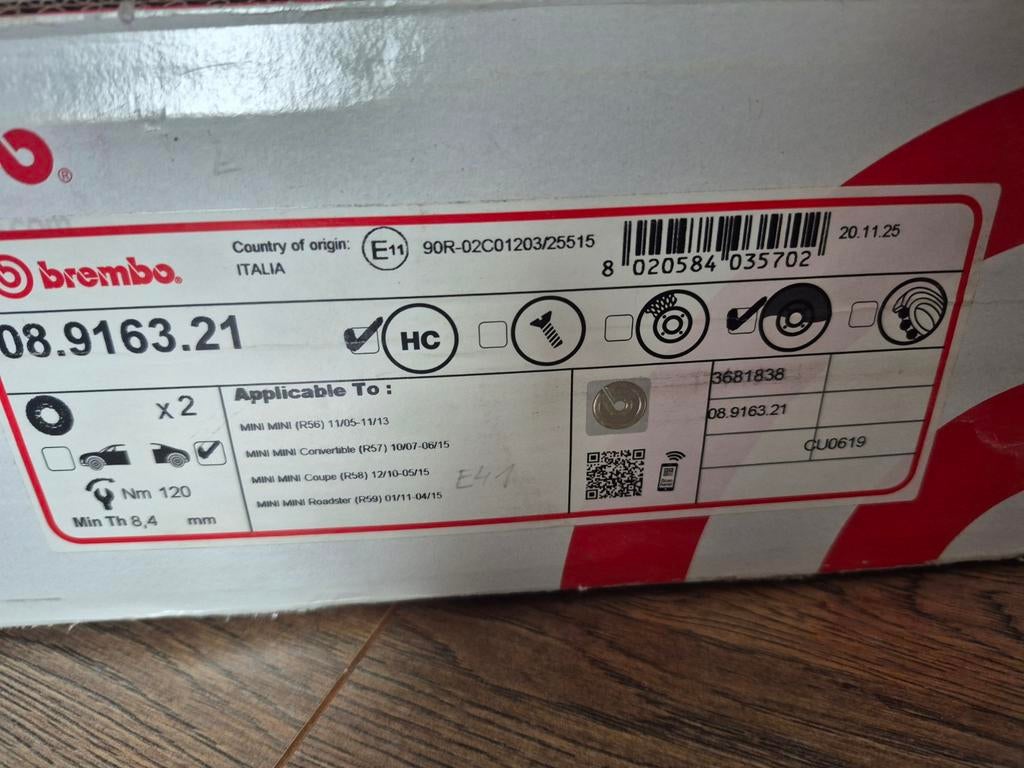 ®
brembo®
Country of origin:
ITALIA
E11
90R-02C01203/25515
8 020584 035702
20.11.25
08.9163.21
HC
x2
Nm 120
Min Th 8,4 mm
Applicable To :
MINI MINI (R56) 11/05-11/13
MINI MINI Convertible (R57) 10/07-06/15
MINI MINI Coupe (R58) 12/10-05/15
MINI MINI Roadster (R59) 01/11-04/15
E41
3681838
08.9163.21
CU0619